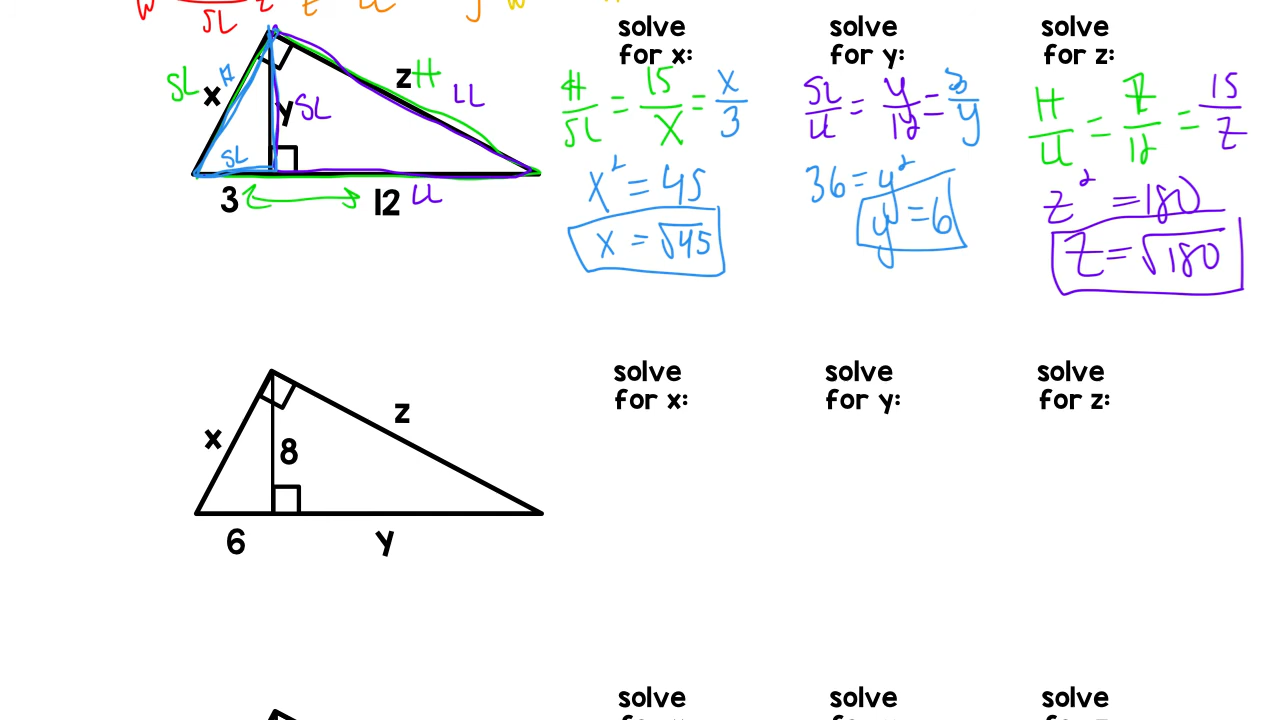 solve for x:
solve for y:
solve for z:
SL x H
z H
LL
y SL
SL
3
12 LL
H/SL = 15/x = x/3
x² = 45
x = √45
SL/LL = y/12 = 3/y
36 = y²
y = 6
H/LL = z/12 = 15/z
z² = 180
z = √180
solve for x:
solve for y:
solve for z:
x
z
8
6
y
solve
solve
solve